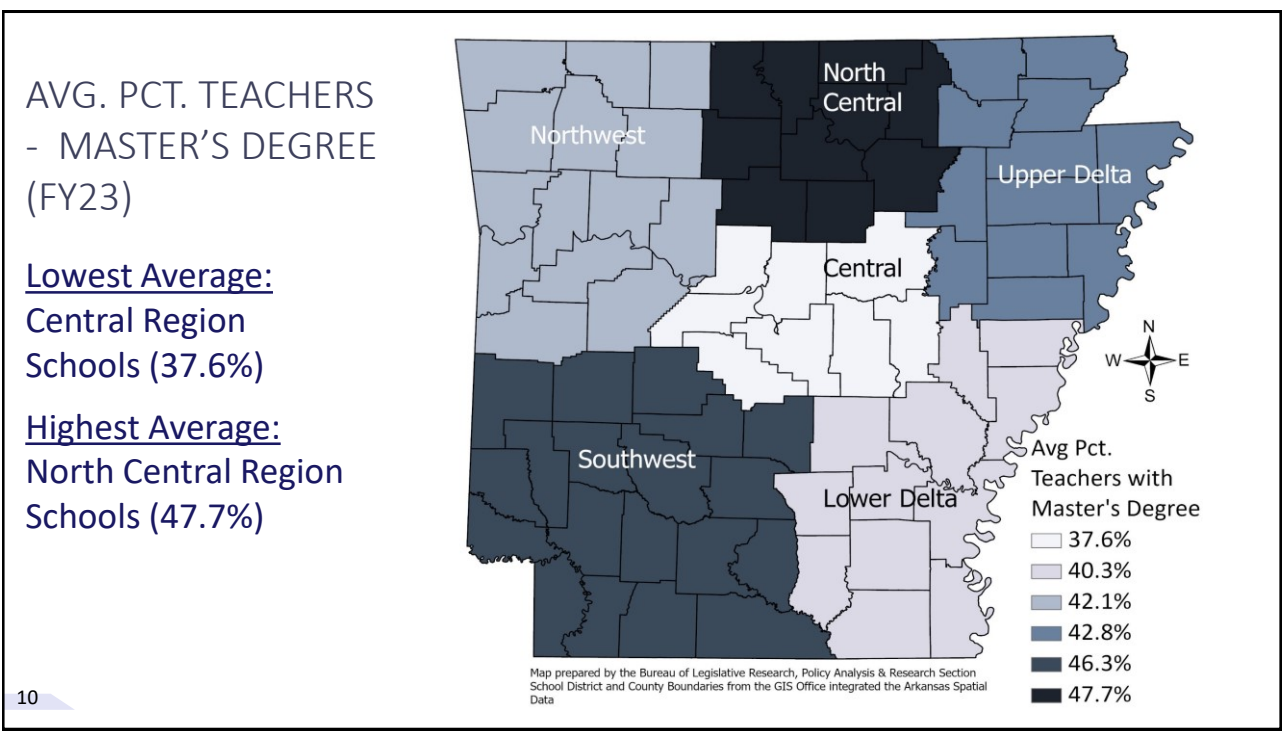 AVG. PCT. TEACHERS
- MASTER’S DEGREE
(FY23)
Lowest Average:
Central Region
Schools (37.6%)
Highest Average:
North Central Region
Schools (47.7%)
10
North
Central
Northwest
Upper Delta
Central
Southwest
Lower Delta
N
W
E
S
Avg Pct.
Teachers with
Master's Degree
37.6%
40.3%
42.1%
42.8%
46.3%
47.7%
Map prepared by the Bureau of Legislative Research, Policy Analysis & Research Section
School District and County Boundaries from the GIS Office integrated the Arkansas Spatial
Data